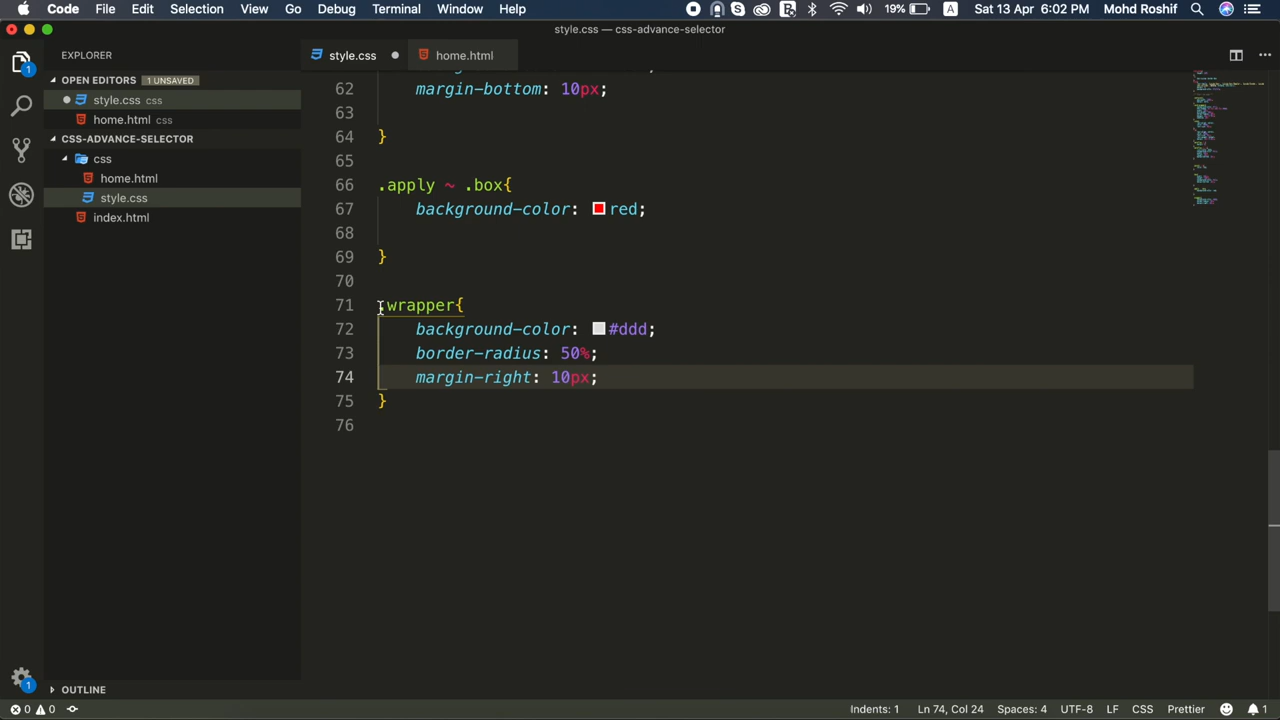 Code File Edit Selection View Go Debug Terminal Window Help 19% A Sat 13 Apr 6:02 PM Mohd Roshif
style.css — css-advance-selector
EXPLORER
style.css
home.html
OPEN EDITORS 1 UNSAVED
style.css css
home.html css
CSS-ADVANCE-SELECTOR
css
home.html
style.css
index.html
1
62 margin-bottom: 10px;
63
64 }
65
66 .apply ~ .box{
67 background-color: red;
68
69 }
70
71 .wrapper{
72 background-color: #ddd;
73 border-radius: 50%;
74 margin-right: 10px;
75 }
76
1
OUTLINE
0 0 Indents: 1 Ln 74, Col 24 Spaces: 4 UTF-8 LF CSS Prettier 1